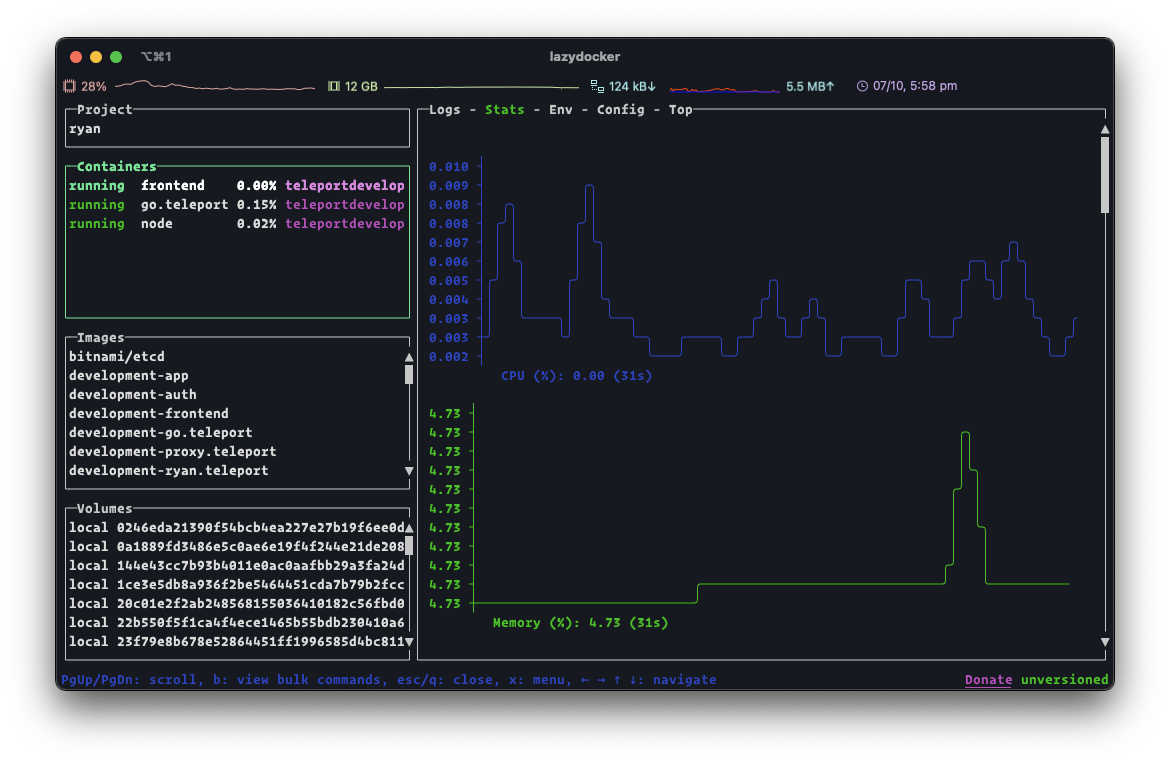 ⌥⌘1
lazydocker
28%
12 GB
124 kB↓
5.5 MB↑
07/10, 5:58 pm
Project
ryan
Containers
running frontend 0.00% teleportdevelop
running go.teleport 0.15% teleportdevelop
running node 0.02% teleportdevelop
Images
bitnami/etcd
development-app
development-auth
development-frontend
development-go.teleport
development-proxy.teleport
development-ryan.teleport
Volumes
local 0246eda21390f54bcb4ea227e27b19f6ee0d
local 0a1889fd3486e5c0ae6e19f4f244e21de208
local 144e43cc7b93b4011e0ac0aafbb29a3fa24d
local 1ce3e5db8a936f2be5464451cda7b79b2fcc
local 20c01e2f2ab248568155036410182c56fbd0
local 22b550f5f1ca4f4ece1465b55bdb230410a6
local 23f79e8b678e52864451ff1996585d4bc811
Logs - Stats - Env - Config - Top
0.010
0.009
0.008
0.008
0.007
0.006
0.005
0.004
0.003
0.003
0.002
CPU (%): 0.00 (31s)
4.73
4.73
4.73
4.73
4.73
4.73
4.73
4.73
4.73
4.73
4.73
Memory (%): 4.73 (31s)
PgUp/PgDn: scroll, b: view bulk commands, esc/q: close, x: menu, ← → ↑ ↓: navigate
Donate unversioned